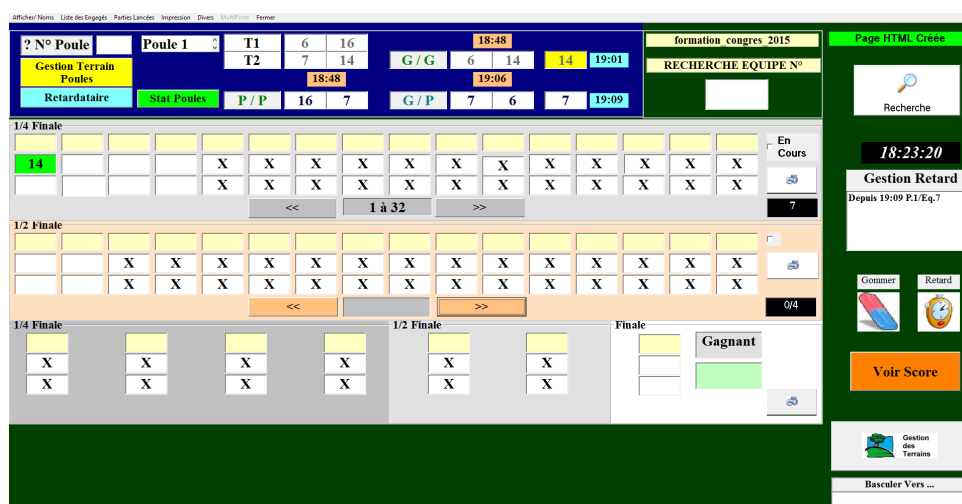 Afficher/ Noms Liste des Engagés Parties Lancées Impression Divers MultiPoste Fermer
? N° Poule Poule 1 T1 6 16 18:48 formation_congres_2015 Page HTML Créée
Gestion Terrain Poules T2 7 14 G / G 6 14 14 19:01 RECHERCHE EQUIPE N°
18:48 19:06
Retardataire Stat Poules P / P 16 7 G / P 7 6 7 19:09
Recherche
1/4 Finale
En Cours
14 X X X X X X X X X X X X
X X X X X X X X X X X X
<< 1 à 32 >> 7
18:23:20
Gestion Retard
Depuis 19:09 P.1/Eq.7
1/2 Finale
X X X X X X X X X X X X X X
X X X X X X X X X X X X X X
<< >> 0/4
Gommer Retard
1/4 Finale 1/2 Finale Finale
Gagnant
X X X X X X
X X X X X X
Voir Score
Gestion
des
Terrains
Basculer Vers ...